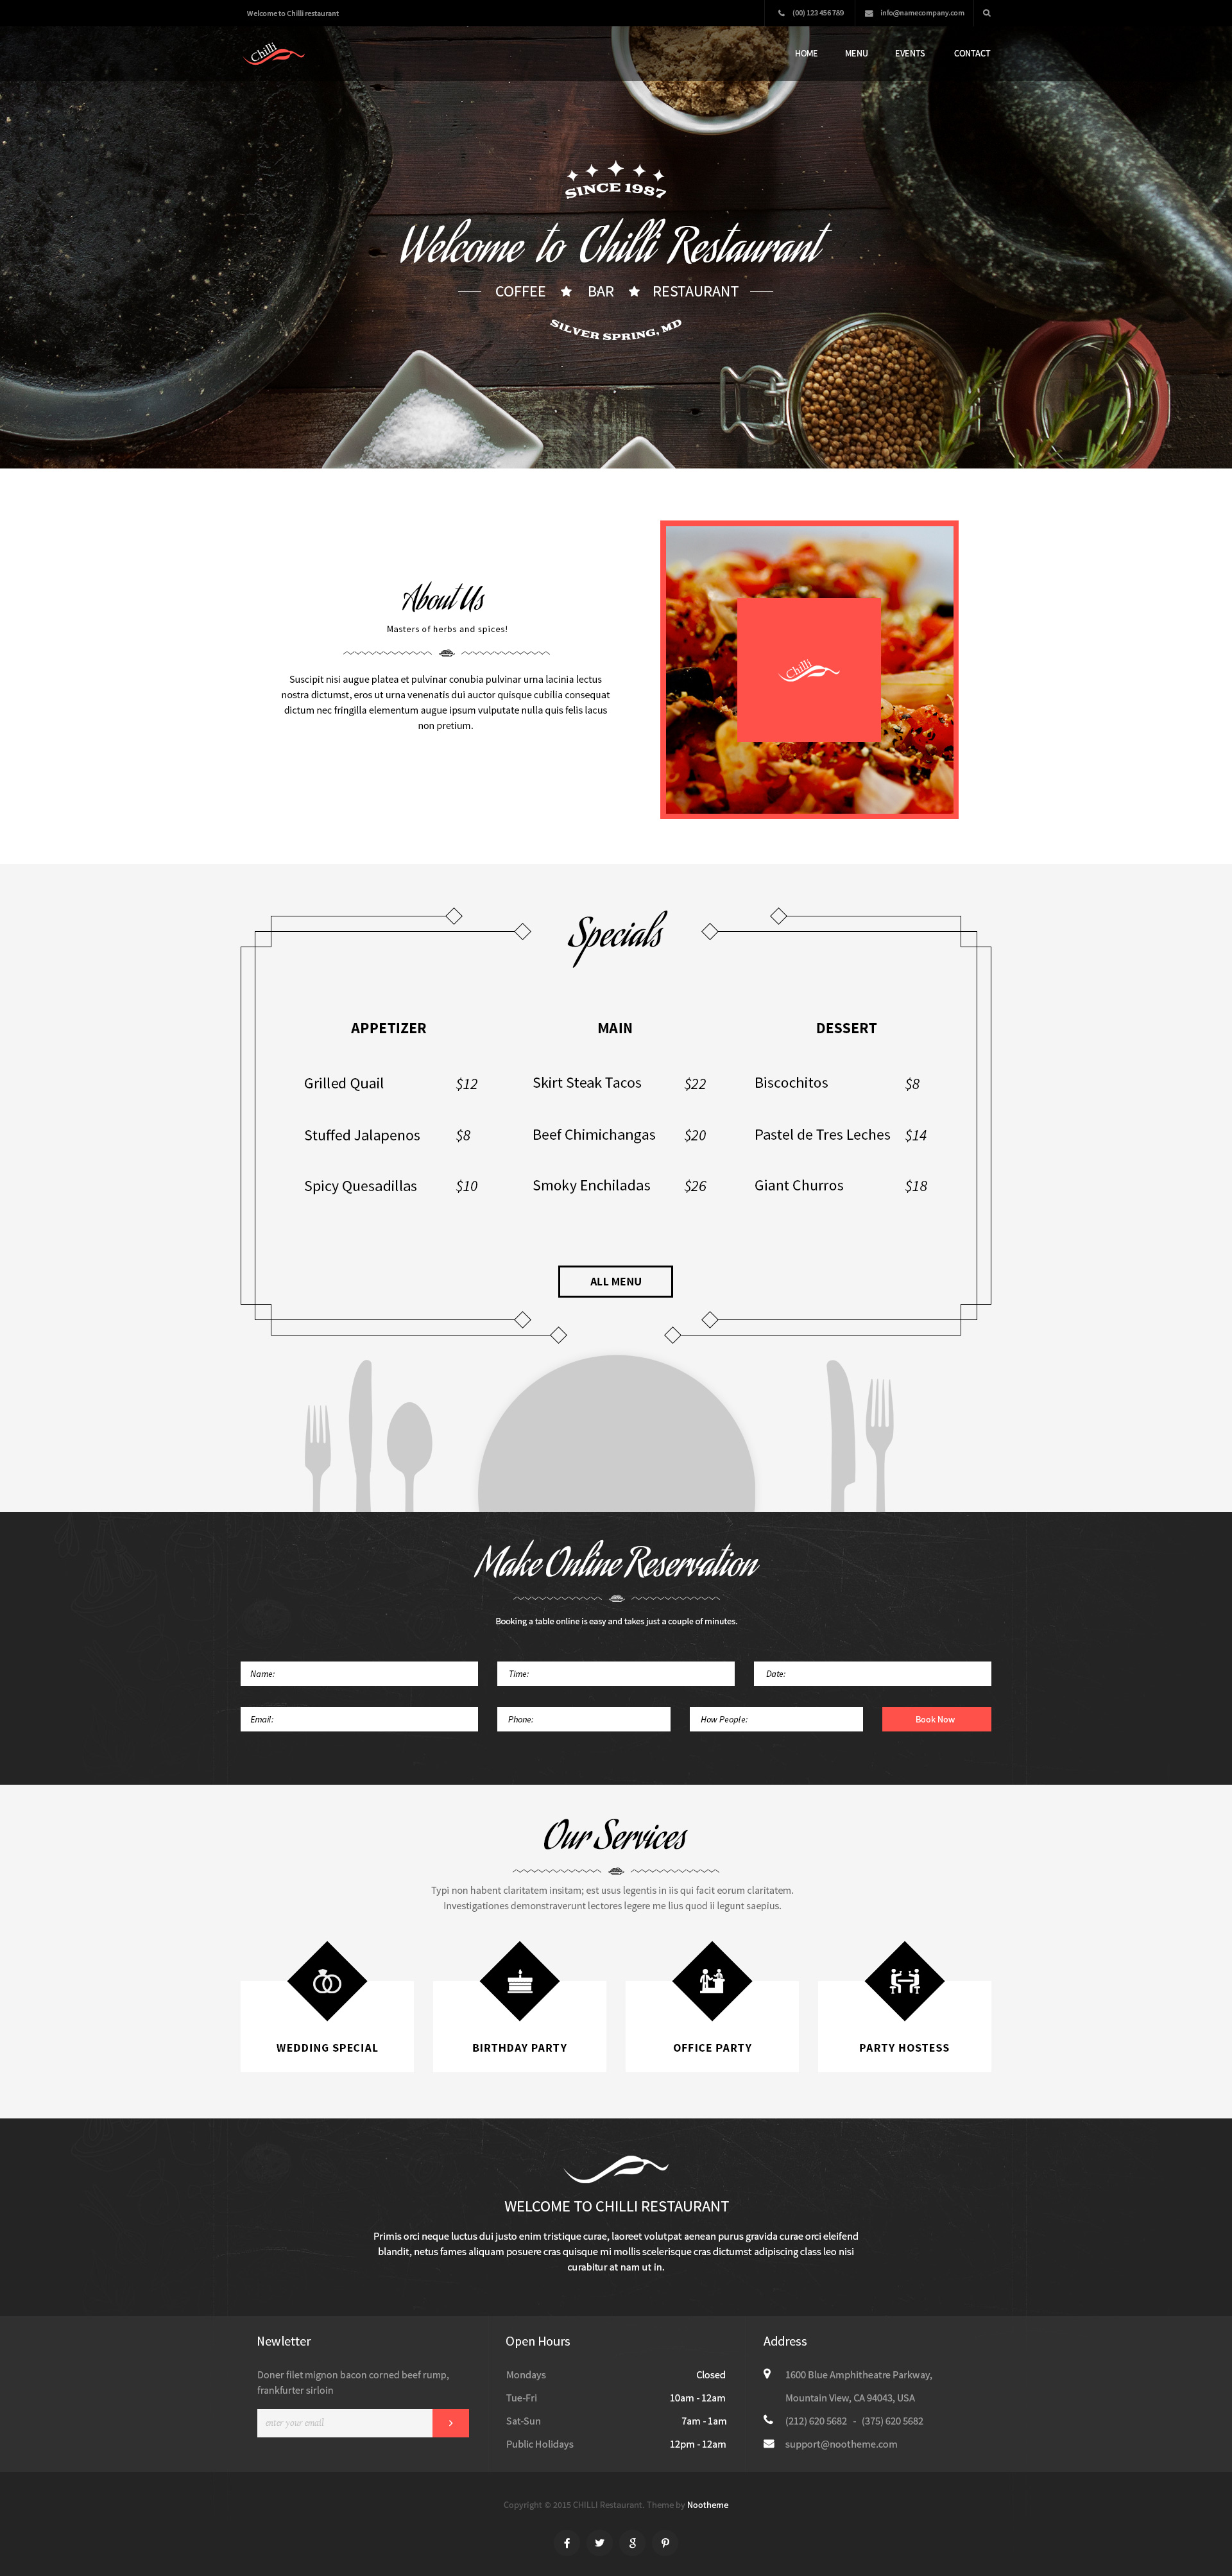 Welcome to Chilli restaurant
(00) 123 456 789
info@namecompany.com
Chilli
HOME
MENU
EVENTS
CONTACT
SINCE 1987
Welcome to Chilli Restaurant
COFFEE ★ BAR ★ RESTAURANT
SILVER SPRING, MD
About Us
Masters of herbs and spices!
Suscipit nisi augue platea et pulvinar conubia pulvinar urna lacinia lectus
nostra dictumst, eros ut urna venenatis dui auctor quisque cubilia consequat
dictum nec fringilla elementum augue ipsum vulputate nulla quis felis lacus
non pretium.
Chilli
Specials
APPETIZER
Grilled Quail $12
Stuffed Jalapenos $8
Spicy Quesadillas $10
MAIN
Skirt Steak Tacos $22
Beef Chimichangas $20
Smoky Enchiladas $26
DESSERT
Biscochitos $8
Pastel de Tres Leches $14
Giant Churros $18
ALL MENU
Make Online Reservation
Booking a table online is easy and takes just a couple of minutes.
Name:
Time:
Date:
Email:
Phone:
How People:
Book Now
Our Services
Typi non habent claritatem insitam; est usus legentis in iis qui facit eorum claritatem.
Investigationes demonstraverunt lectores legere me lius quod ii legunt saepius.
WEDDING SPECIAL
BIRTHDAY PARTY
OFFICE PARTY
PARTY HOSTESS
WELCOME TO CHILLI RESTAURANT
Primis orci neque luctus dui justo enim tristique curae, laoreet volutpat aenean purus gravida curae orci eleifend
blandit, netus fames aliquam posuere cras quisque mi mollis scelerisque cras dictumst adipiscing class leo nisi
curabitur at nam ut in.
Newletter
Doner filet mignon bacon corned beef rump,
frankfurter sirloin
enter your email
Open Hours
Mondays Closed
Tue-Fri 10am - 12am
Sat-Sun 7am - 1am
Public Holidays 12pm - 12am
Address
1600 Blue Amphitheatre Parkway,
Mountain View, CA 94043, USA
(212) 620 5682 - (375) 620 5682
support@nootheme.com
Copyright © 2015 CHILLI Restaurant. Theme by Nootheme